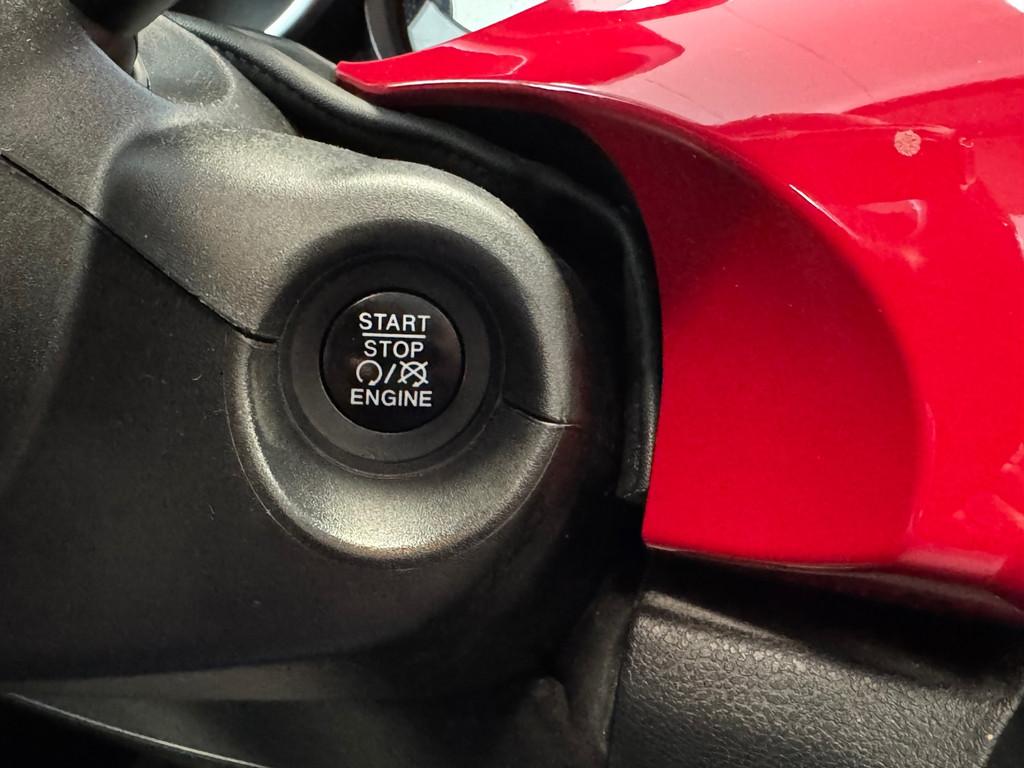 START
STOP
/
ENGINE